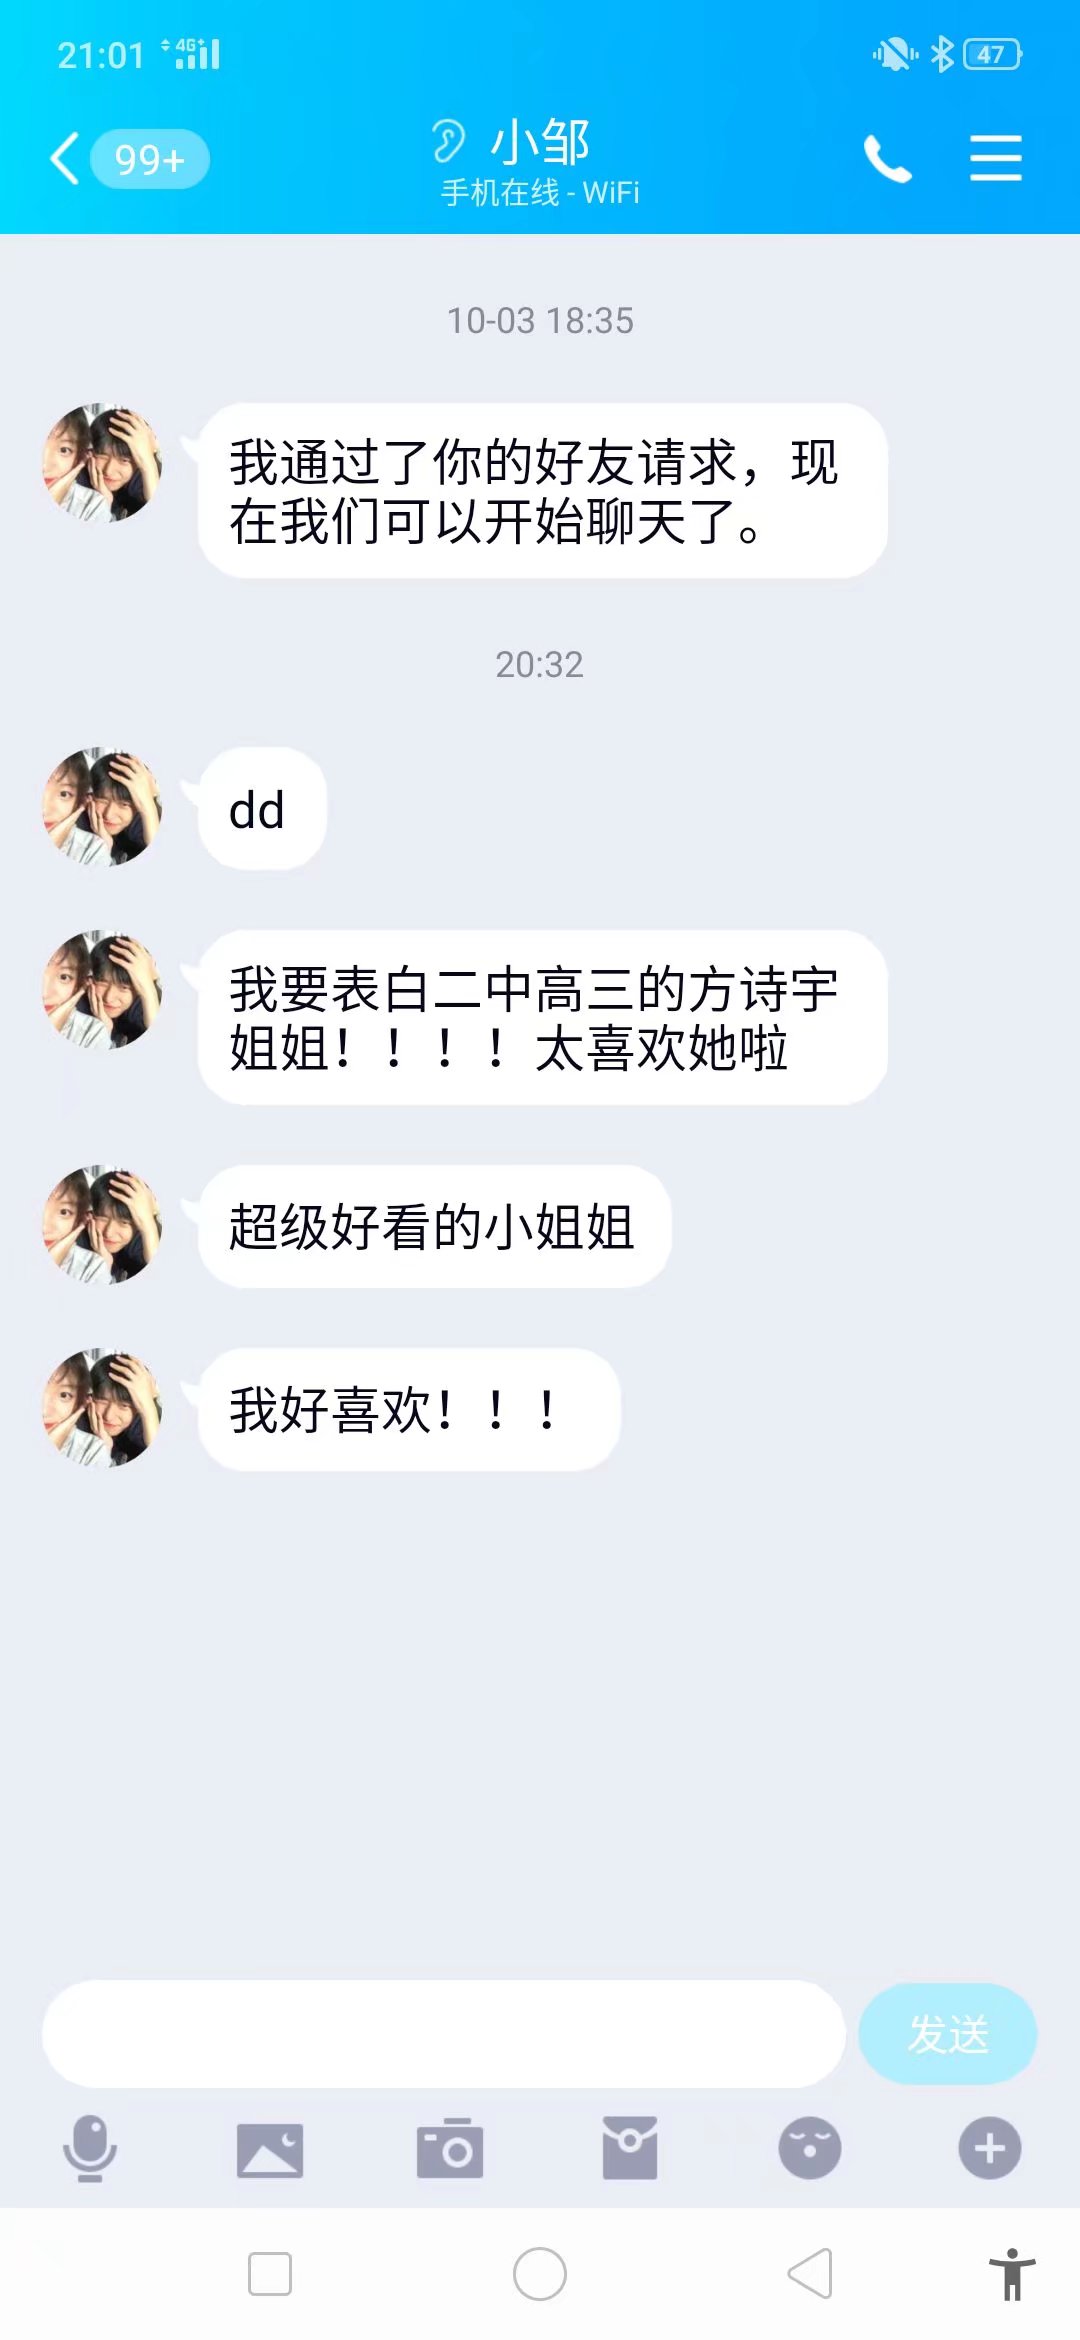 21:01 4G+ 47
99+ 小邹
手机在线 - WiFi
10-03 18:35
我通过了你的好友请求，现
在我们可以开始聊天了。
20:32
dd
我要表白二中高三的方诗宇
姐姐！！！！太喜欢她啦
超级好看的小姐姐
我好喜欢！！！
发送